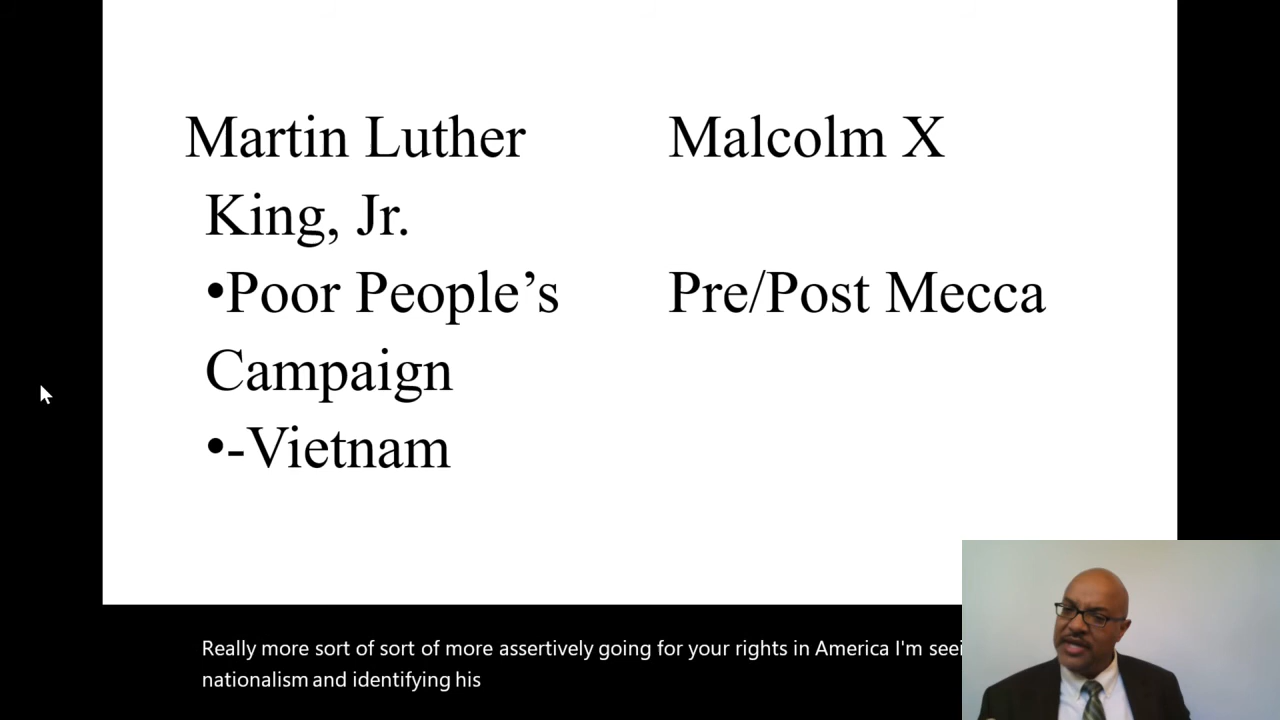 Martin Luther
King, Jr.
•Poor People’s
Campaign
•-Vietnam
Malcolm X
Pre/Post Mecca
Really more sort of sort of more assertively going for your rights in America I'm
nationalism and identifying his